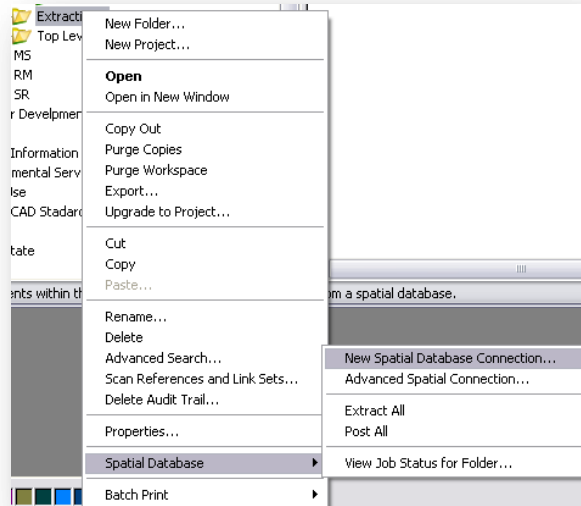 Extracti
Top Lev
MS
RM
SR
r Develpmer
Information
mental Serv
Jse
CAD Stadard
tate
ents within th
om a spatial database.
New Folder...
New Project...
Open
Open in New Window
Copy Out
Purge Copies
Purge Workspace
Export...
Upgrade to Project...
Cut
Copy
Paste...
Rename...
Delete
Advanced Search...
Scan References and Link Sets...
Delete Audit Trail...
Properties...
Spatial Database
Batch Print
New Spatial Database Connection...
Advanced Spatial Connection...
Extract All
Post All
View Job Status for Folder...